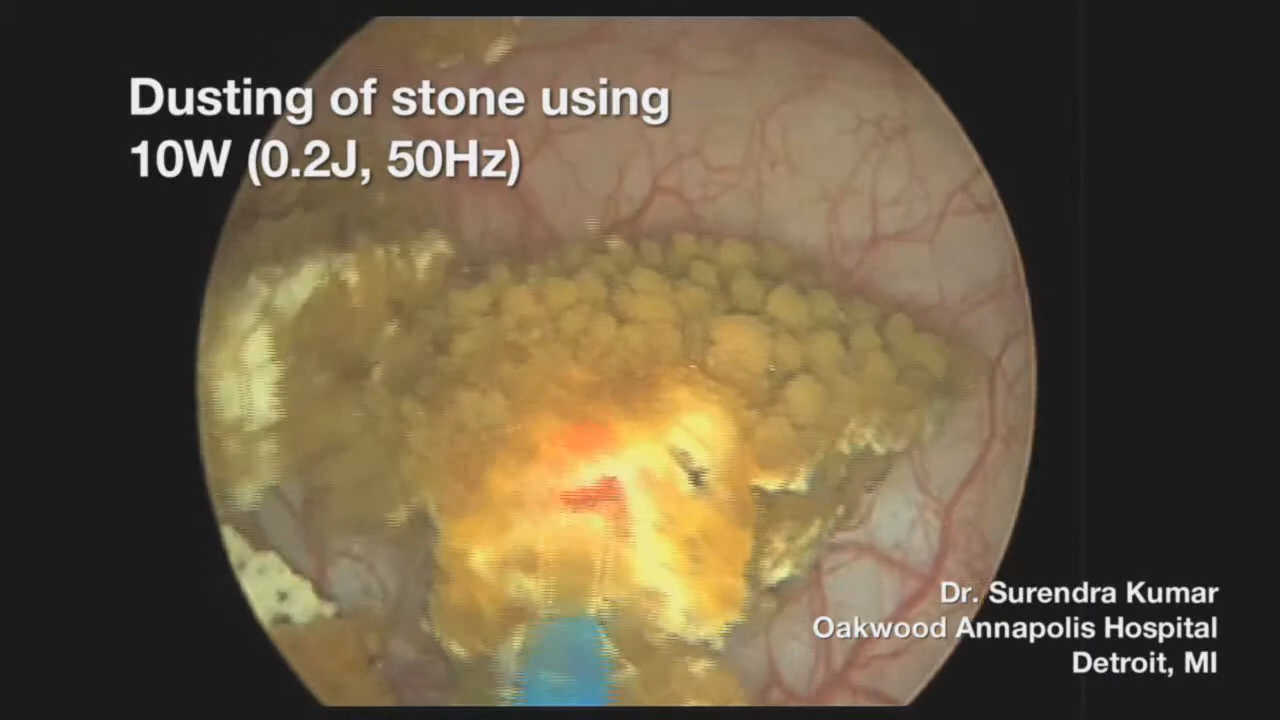 Dusting of stone using
10W (0.2J, 50Hz)
Dr. Surendra Kumar
Oakwood Annapolis Hospital
Detroit, MI